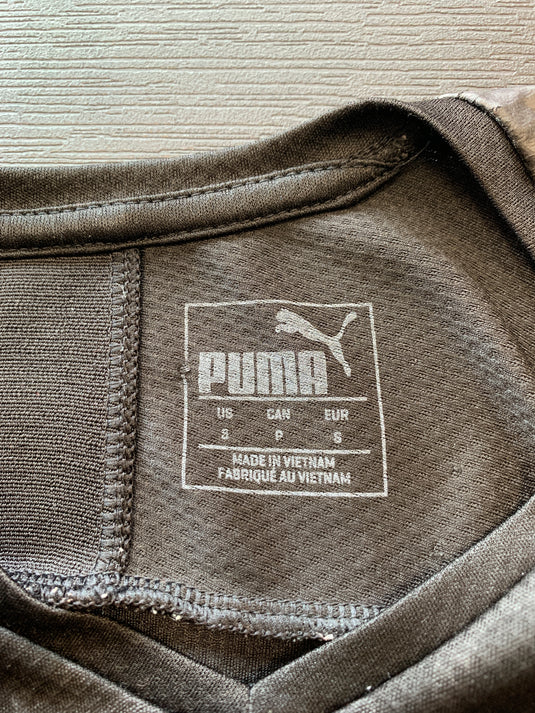 PUMA
US CAN EUR
S P S
MADE IN VIETNAM
FABRIQUÉ AU VIETNAM